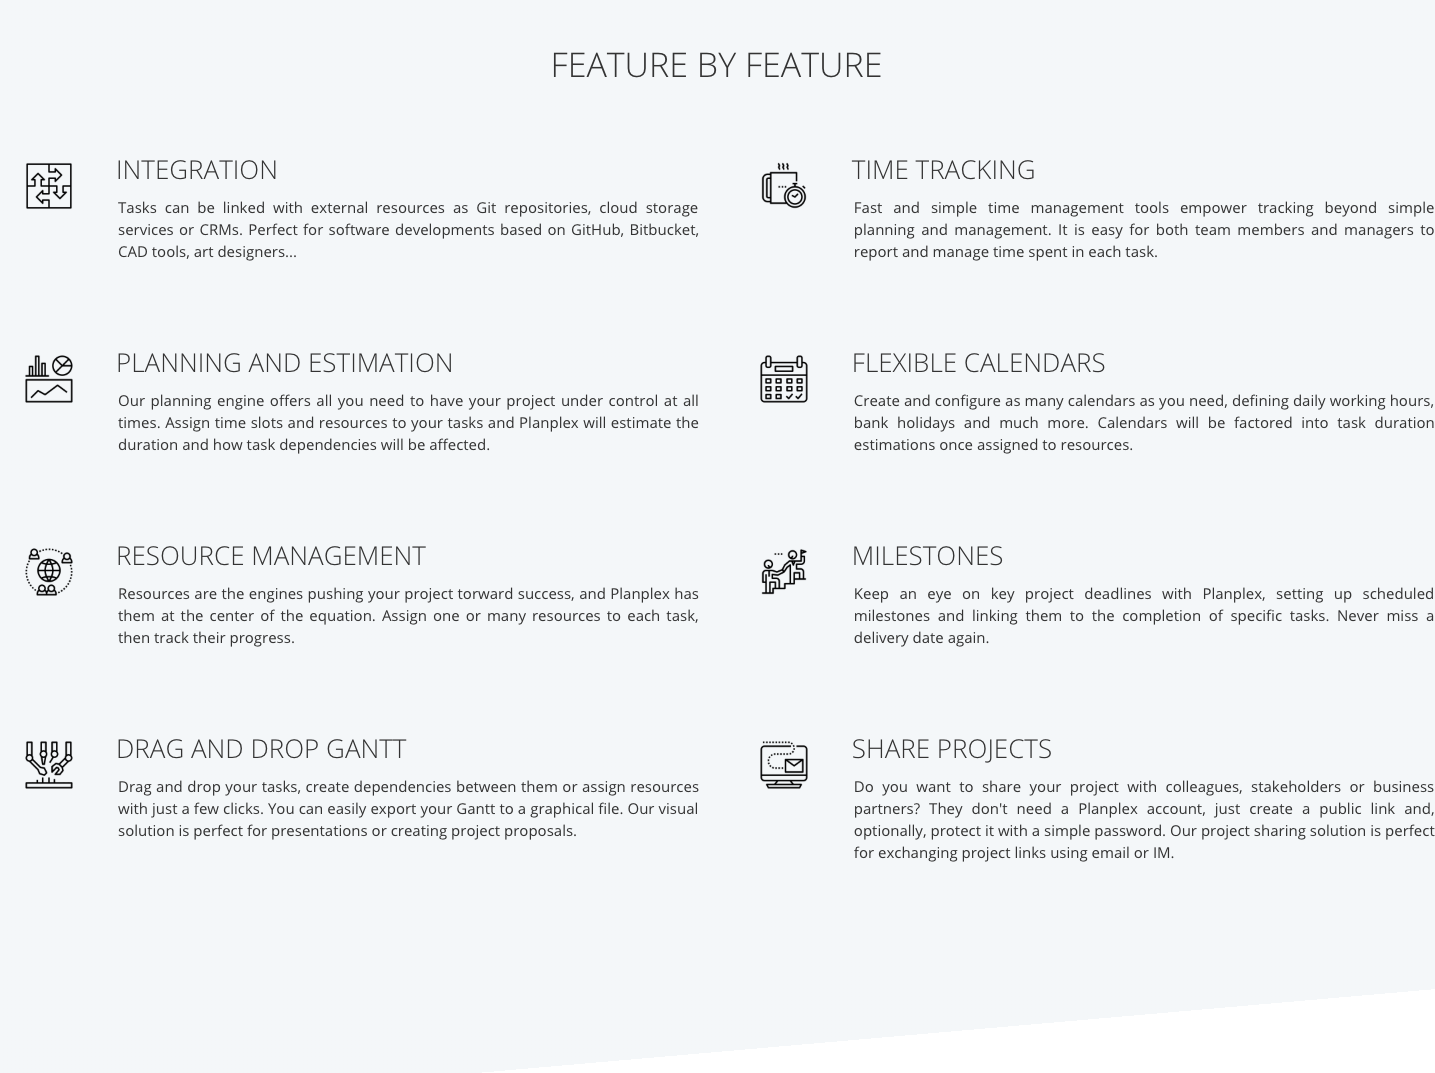 FEATURE BY FEATURE
INTEGRATION
Tasks can be linked with external resources as Git repositories, cloud storage
services or CRMs. Perfect for software developments based on GitHub, Bitbucket,
CAD tools, art designers...
TIME TRACKING
Fast and simple time management tools empower tracking beyond simple
planning and management. It is easy for both team members and managers to
report and manage time spent in each task.
PLANNING AND ESTIMATION
Our planning engine offers all you need to have your project under control at all
times. Assign time slots and resources to your tasks and Planplex will estimate the
duration and how task dependencies will be affected.
FLEXIBLE CALENDARS
Create and configure as many calendars as you need, defining daily working hours,
bank holidays and much more. Calendars will be factored into task duration
estimations once assigned to resources.
RESOURCE MANAGEMENT
Resources are the engines pushing your project torward success, and Planplex has
them at the center of the equation. Assign one or many resources to each task,
then track their progress.
MILESTONES
Keep an eye on key project deadlines with Planplex, setting up scheduled
milestones and linking them to the completion of specific tasks. Never miss a
delivery date again.
DRAG AND DROP GANTT
Drag and drop your tasks, create dependencies between them or assign resources
with just a few clicks. You can easily export your Gantt to a graphical file. Our visual
solution is perfect for presentations or creating project proposals.
SHARE PROJECTS
Do you want to share your project with colleagues, stakeholders or business
partners? They don't need a Planplex account, just create a public link and,
optionally, protect it with a simple password. Our project sharing solution is perfect
for exchanging project links using email or IM.